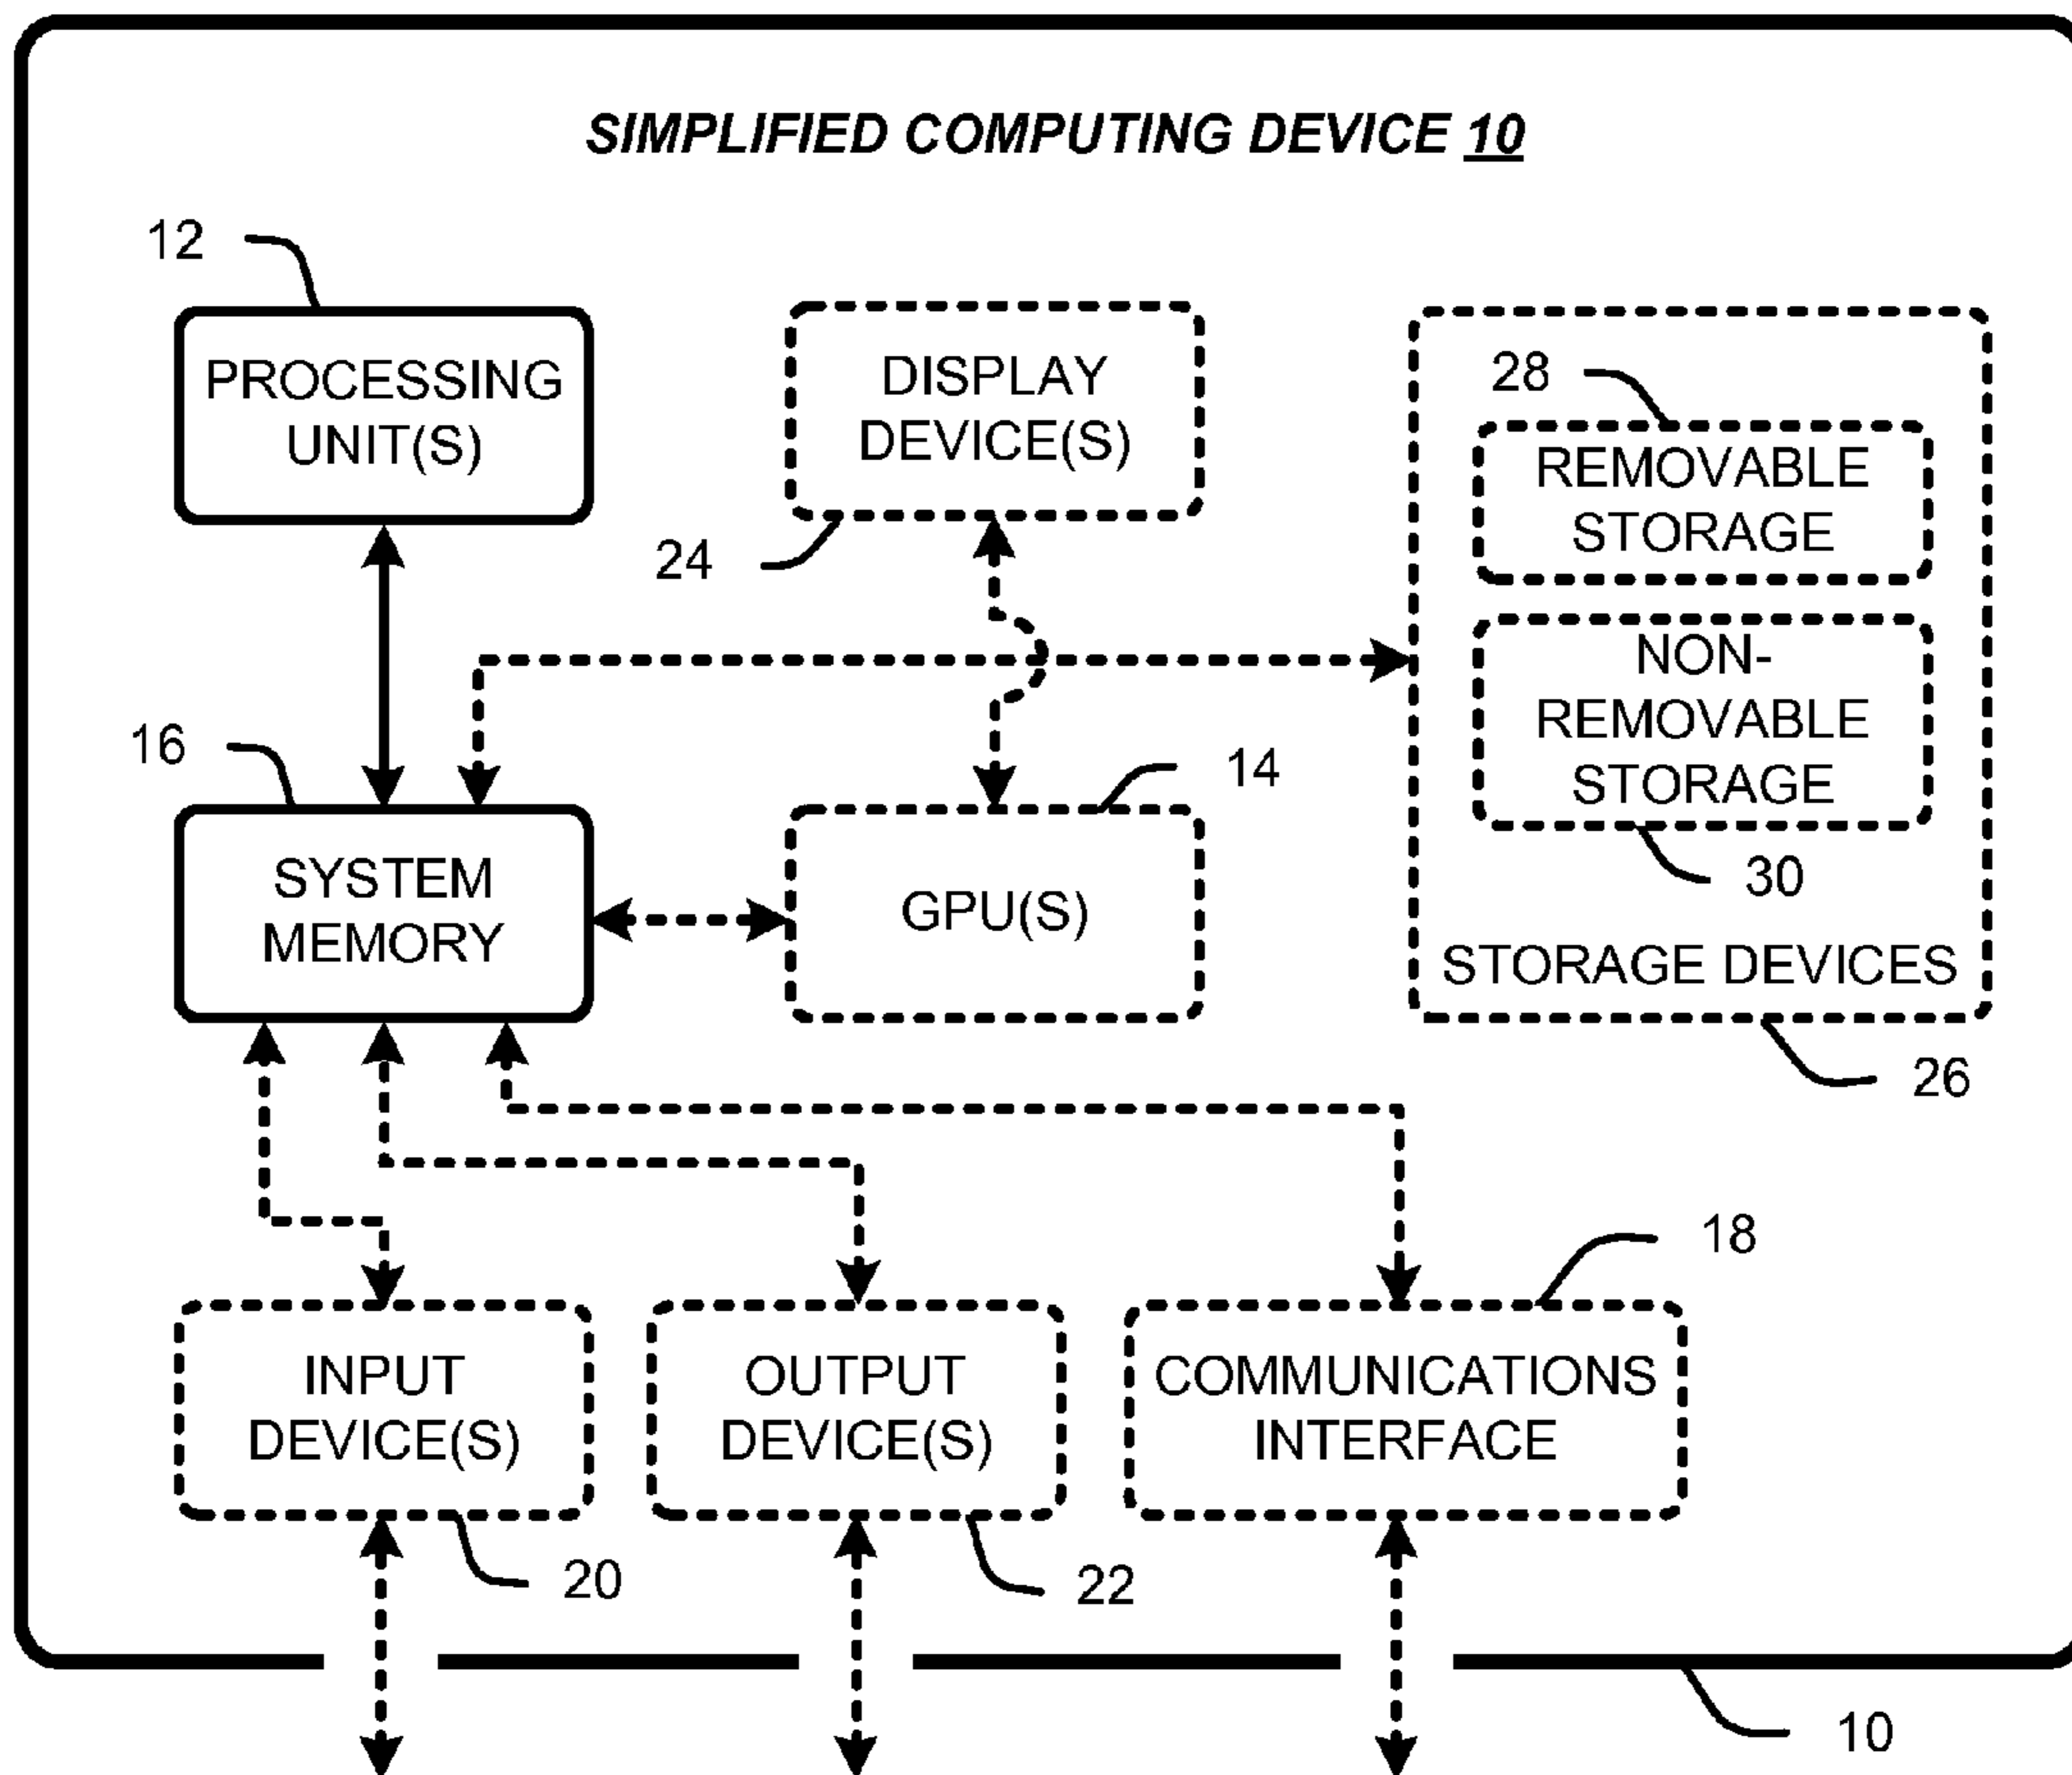 SIMPLIFIED COMPUTING DEVICE 10
12
PROCESSING
UNIT(S)
DISPLAY
DEVICE(S)
24
28
REMOVABLE
STORAGE
NON-
REMOVABLE
STORAGE
30
STORAGE DEVICES
26
16
SYSTEM
MEMORY
14
GPU(S)
18
INPUT
DEVICE(S)
20
OUTPUT
DEVICE(S)
22
COMMUNICATIONS
INTERFACE
10